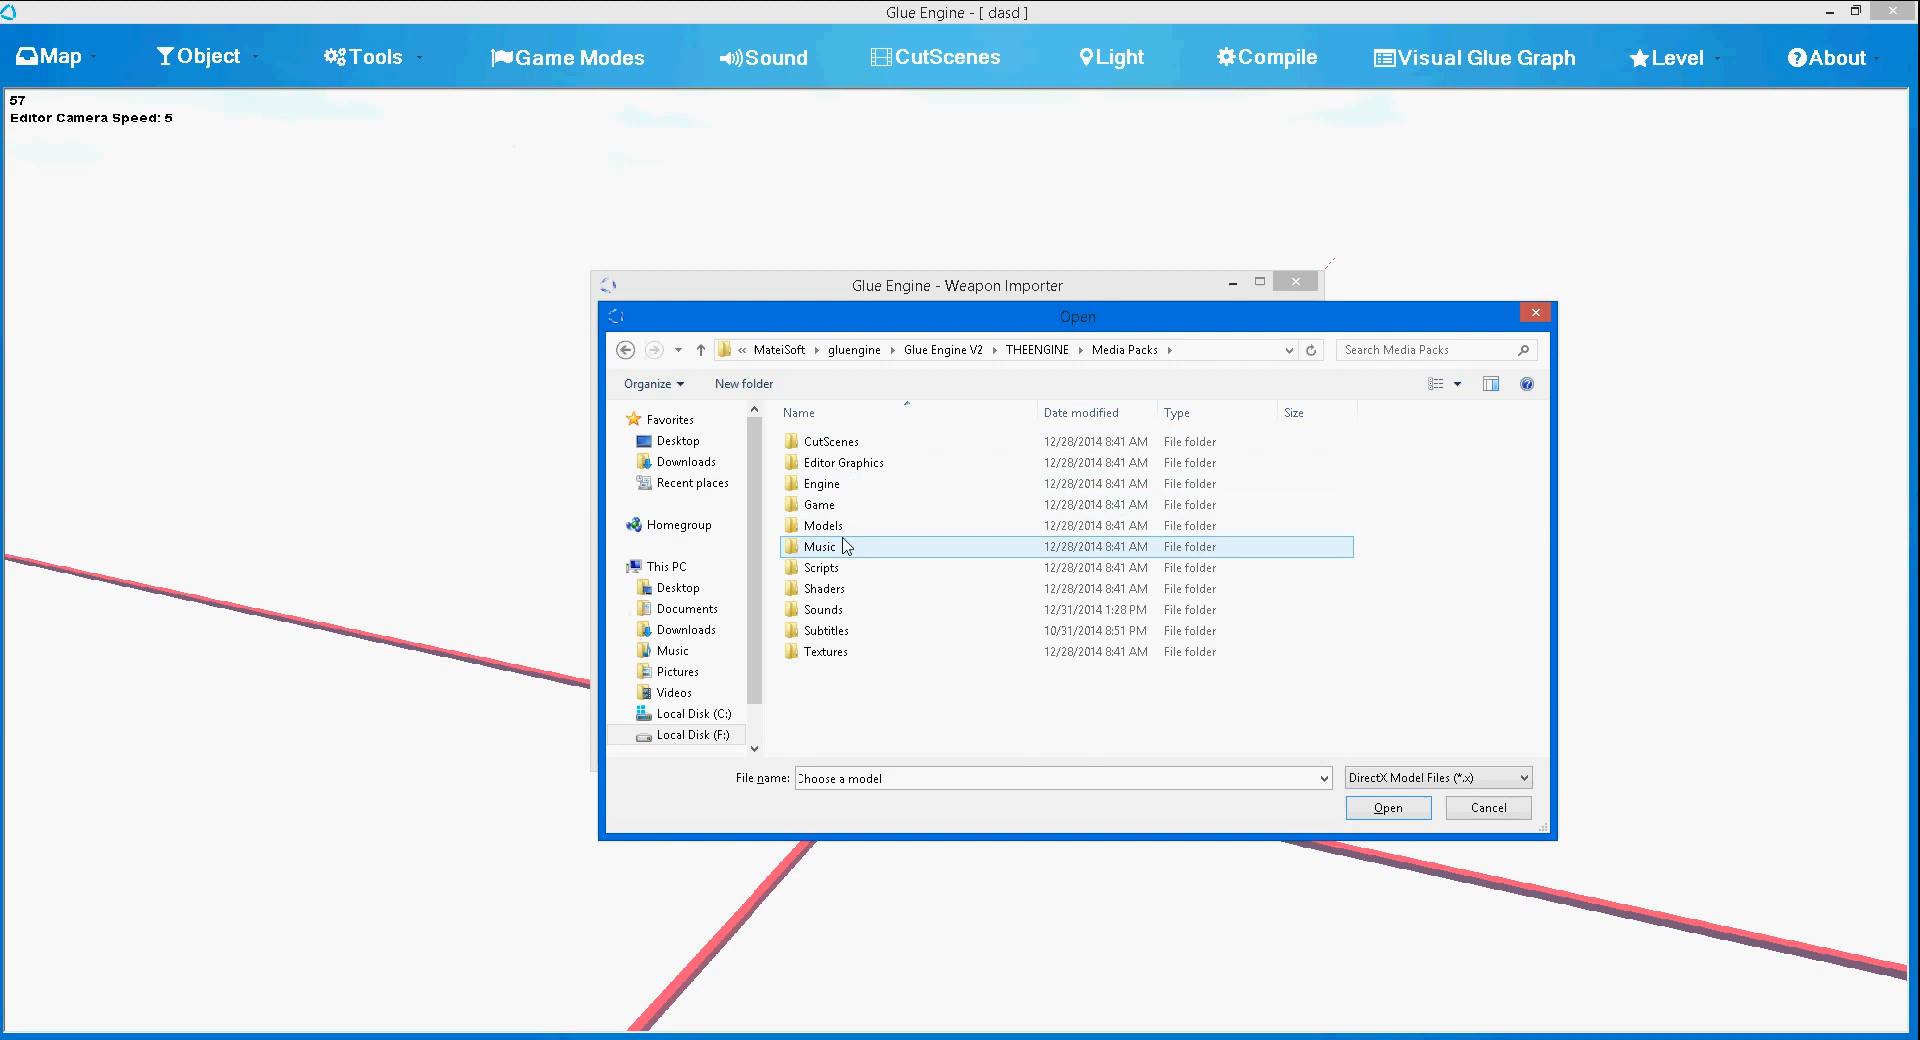 Glue Engine - [ dasd ]
Map Object Tools Game Modes Sound CutScenes Light Compile Visual Glue Graph Level About
57
Editor Camera Speed: 5
Glue Engine - Weapon Importer
Open
« MateiSoft gluengine Glue Engine V2 THEENGINE Media Packs Search Media Packs
Organize New folder
Name Date modified Type Size
Favorites
Desktop
Downloads
Recent places
Homegroup
This PC
Desktop
Documents
Downloads
Music
Pictures
Videos
Local Disk (C:)
Local Disk (F:)
CutScenes 12/28/2014 8:41 AM File folder
Editor Graphics 12/28/2014 8:41 AM File folder
Engine 12/28/2014 8:41 AM File folder
Game 12/28/2014 8:41 AM File folder
Models 12/28/2014 8:41 AM File folder
Music 12/28/2014 8:41 AM File folder
Scripts 12/28/2014 8:41 AM File folder
Shaders 12/28/2014 8:41 AM File folder
Sounds 12/31/2014 1:28 PM File folder
Subtitles 10/31/2014 8:51 PM File folder
Textures 12/28/2014 8:41 AM File folder
File name: Choose a model DirectX Model Files (*.x)
Open Cancel